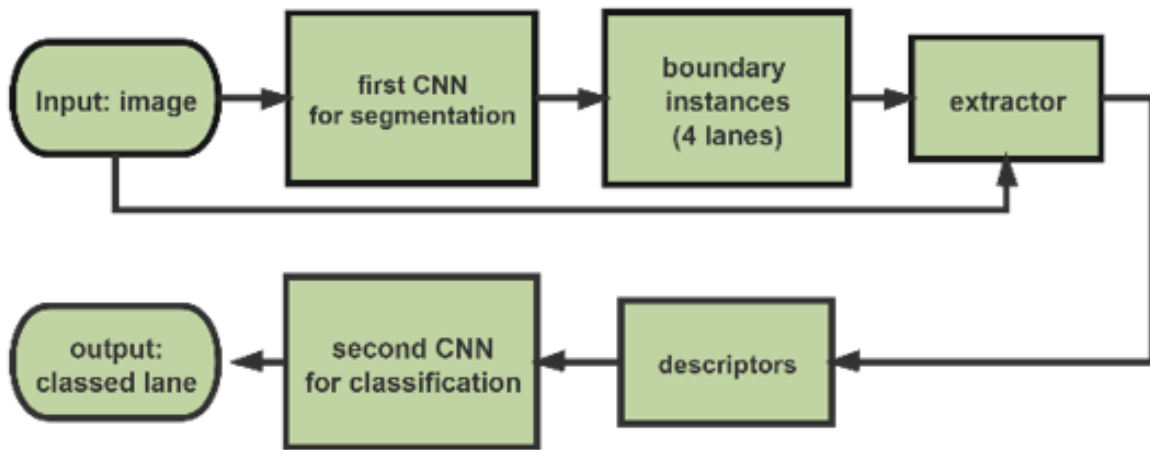 Input: image
first CNN
for segmentation
boundary
instances
(4 lanes)
extractor
output:
classed lane
second CNN
for classification
descriptors